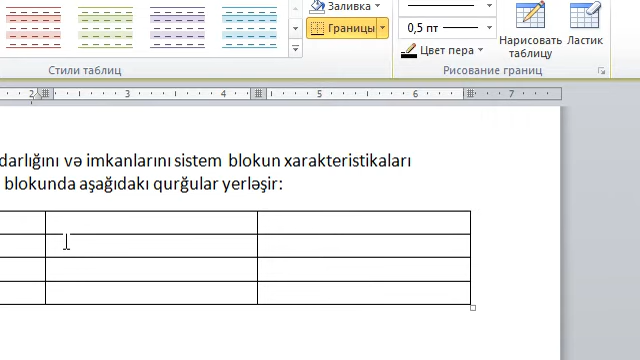 Заливка
Границы
0,5 пт
Цвет пера
Нарисовать
таблицу
Ластик
Стили таблиц
Рисование границ
2 3 4 5 6 7
darlığını və imkanlarını sistem blokun xarakteristikaları
blokunda aşağıdakı qurğular yerləşir: